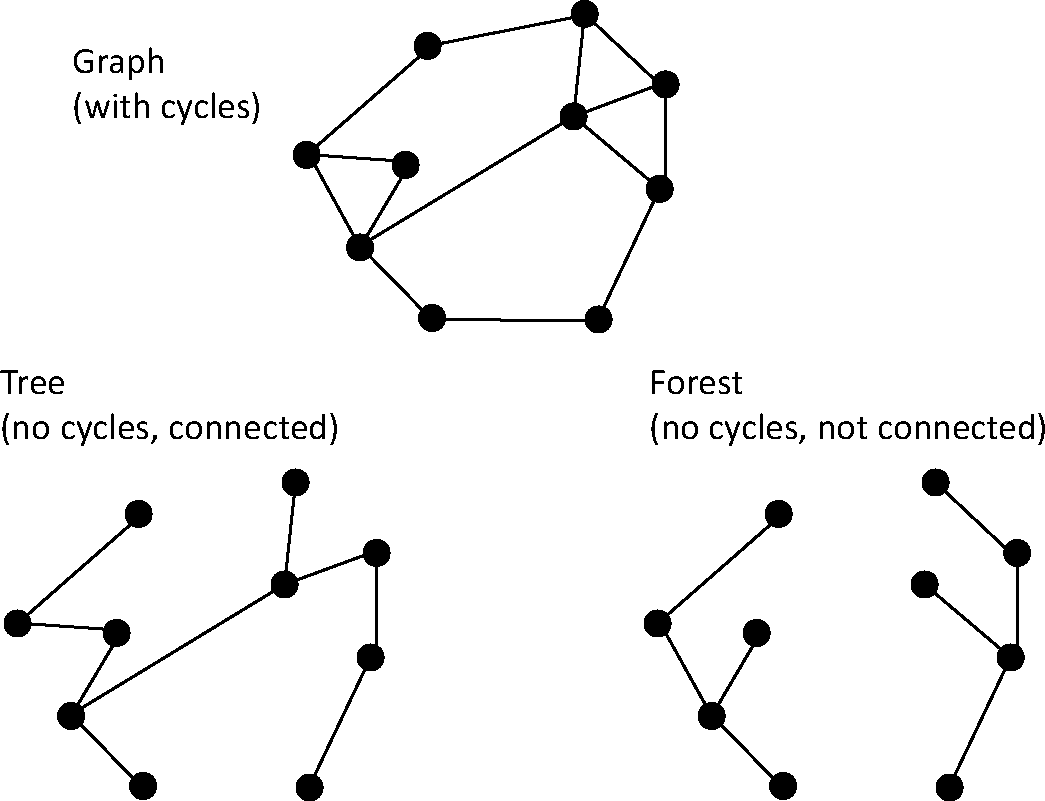 Graph
(with cycles)
Tree
(no cycles, connected)
Forest
(no cycles, not connected)